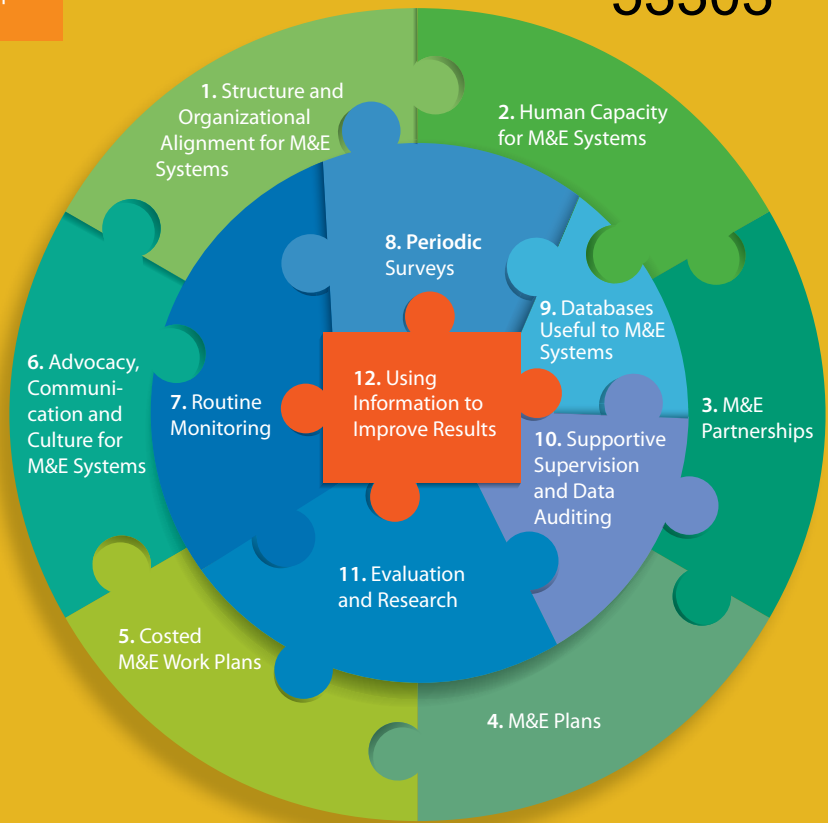 1. Structure and
Organizational
Alignment for M&E
Systems
2. Human Capacity
for M&E Systems
3. M&E
Partnerships
4. M&E Plans
5. Costed
M&E Work Plans
6. Advocacy,
Communi-
cation and
Culture for
M&E Systems
7. Routine
Monitoring
8. Periodic
Surveys
9. Databases
Useful to M&E
Systems
10. Supportive
Supervision
and Data
Auditing
11. Evaluation
and Research
12. Using
Information to
Improve Results